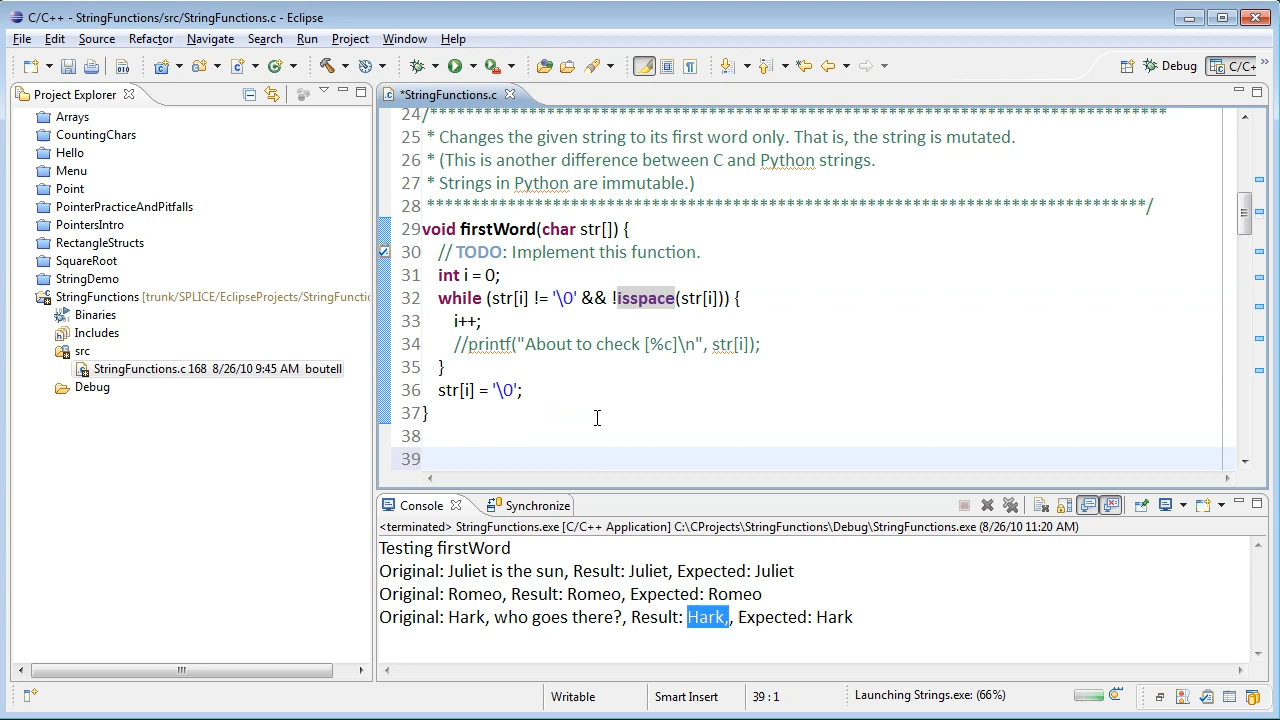 C/C++ - StringFunctions/src/StringFunctions.c - Eclipse
File Edit Source Refactor Navigate Search Run Project Window Help
Debug C/C++
Project Explorer
Arrays
CountingChars
Hello
Menu
Point
PointerPracticeAndPitfalls
PointersIntro
RectangleStructs
SquareRoot
StringDemo
StringFunctions [trunk/SPLICE/EclipseProjects/StringFunctio
Binaries
Includes
src
StringFunctions.c 168 8/26/10 9:45 AM boutell
Debug
*StringFunctions.c
24/*******************************************************************************
25 * Changes the given string to its first word only. That is, the string is mutated.
26 * (This is another difference between C and Python strings.
27 * Strings in Python are immutable.)
28 *******************************************************************************/
29void firstWord(char str[]) {
30 // TODO: Implement this function.
31 int i = 0;
32 while (str[i] != '\0' && !isspace(str[i])) {
33 i++;
34 //printf("About to check [%c]\n", str[i]);
35 }
36 str[i] = '\0';
37}
38
39
Console Synchronize
<terminated> StringFunctions.exe [C/C++ Application] C:\CProjects\StringFunctions\Debug\StringFunctions.exe (8/26/10 11:20 AM)
Testing firstWord
Original: Juliet is the sun, Result: Juliet, Expected: Juliet
Original: Romeo, Result: Romeo, Expected: Romeo
Original: Hark, who goes there?, Result: Hark,, Expected: Hark
Writable Smart Insert 39 : 1 Launching Strings.exe: (66%)